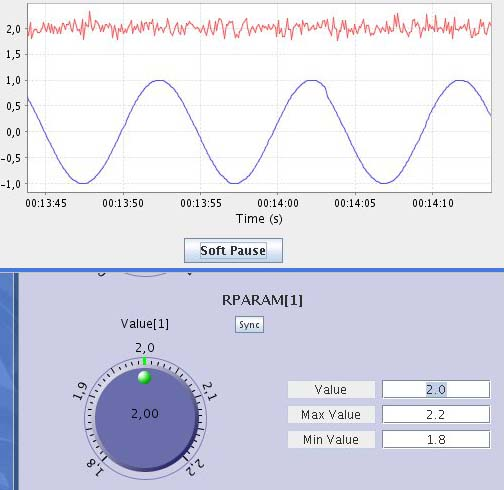 2,0
1,0
0,5
0,0
-0,5
-1,0
00:13:45 00:13:50 00:13:55 00:14:00 00:14:05 00:14:10
Time (s)
Soft Pause
RPARAM[1]
Value[1] Sync
2,0
1,9 2,1
2,00
1,8 2,2
Value 2.0
Max Value 2.2
Min Value 1.8